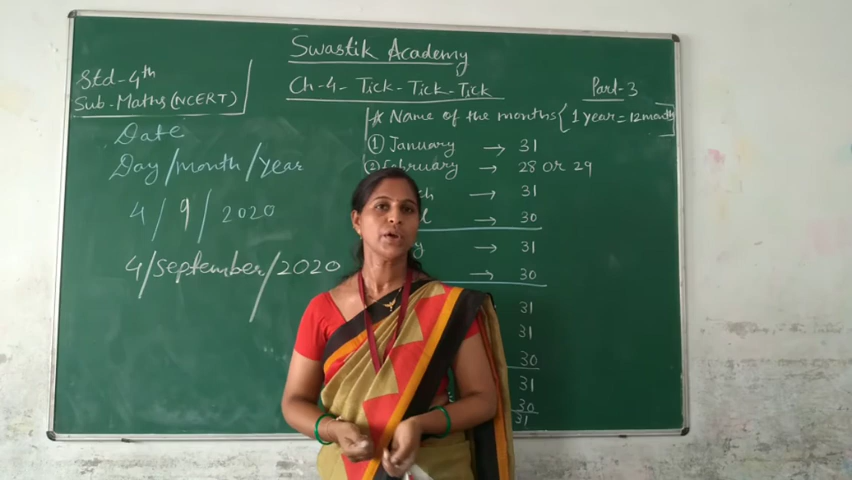 Swastik Academy
Std-4th
Sub-Maths (NCERT)
Ch-4- Tick-Tick-Tick
Part-3
Date
Day/month/year
4/9/2020
4/September/2020
# Name of the months {1 year = 12 month}
① January → 31
② February → 28 or 29
ch → 31
l → 30
y → 31
→ 30
31
31
30
31
30
31